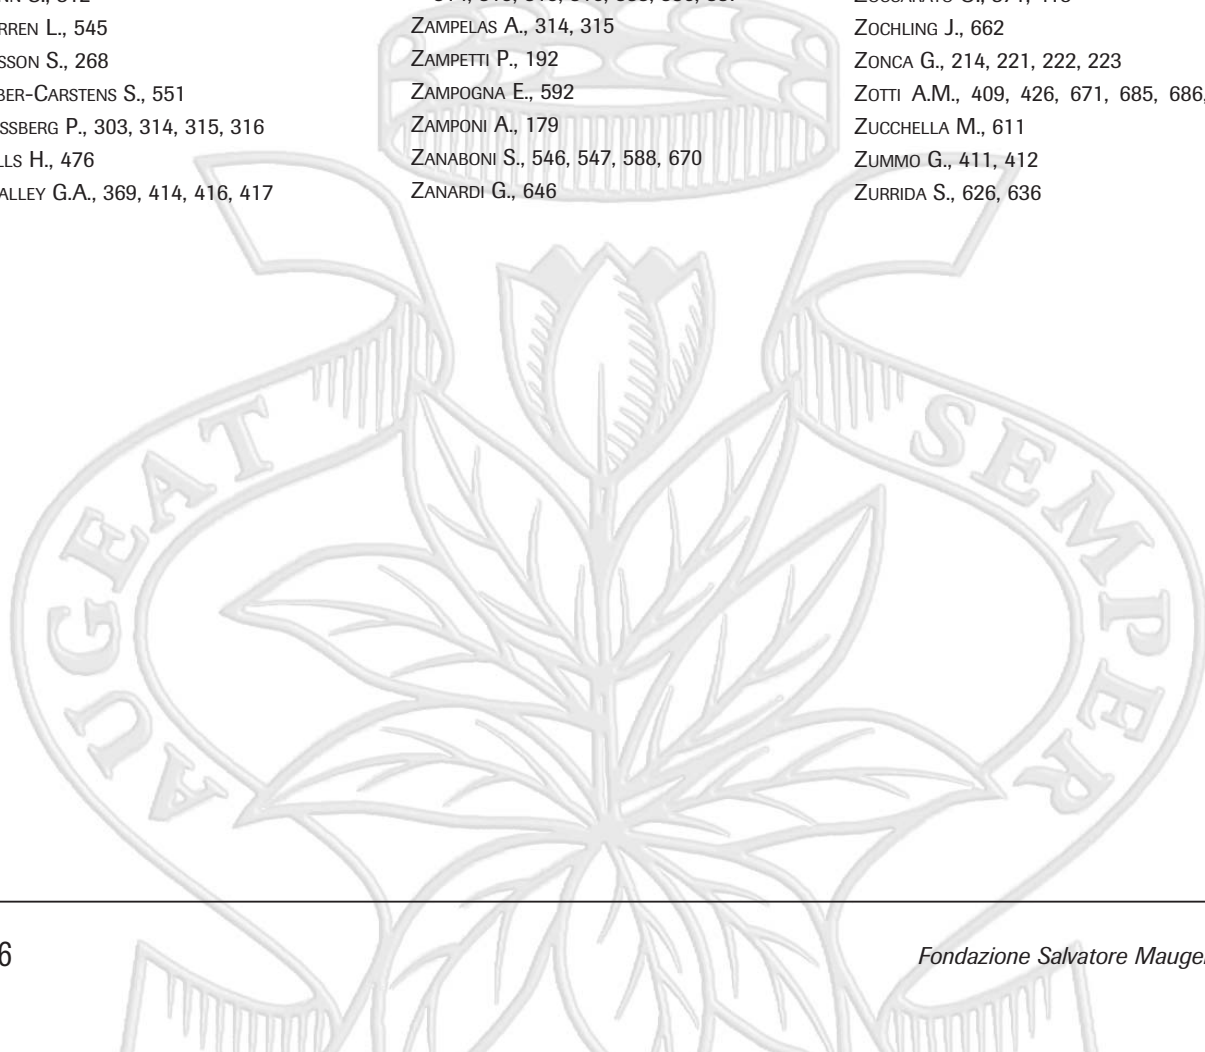 RREN L., 545
SSON S., 268
BER-CARSTENS S., 551
SSBERG P., 303, 314, 315, 316
LLS H., 476
ALLEY G.A., 369, 414, 416, 417
ZAMPELAS A., 314, 315
ZAMPETTI P., 192
ZAMPOGNA E., 592
ZAMPONI A., 179
ZANABONI S., 546, 547, 588, 670
ZANARDI G., 646
ZOCHLING J., 662
ZONCA G., 214, 221, 222, 223
ZOTTI A.M., 409, 426, 671, 685, 686,
ZUCCHELLA M., 611
ZUMMO G., 411, 412
ZURRIDA S., 626, 636
AUGEAT
SEMPER
6
Fondazione Salvatore Mauge